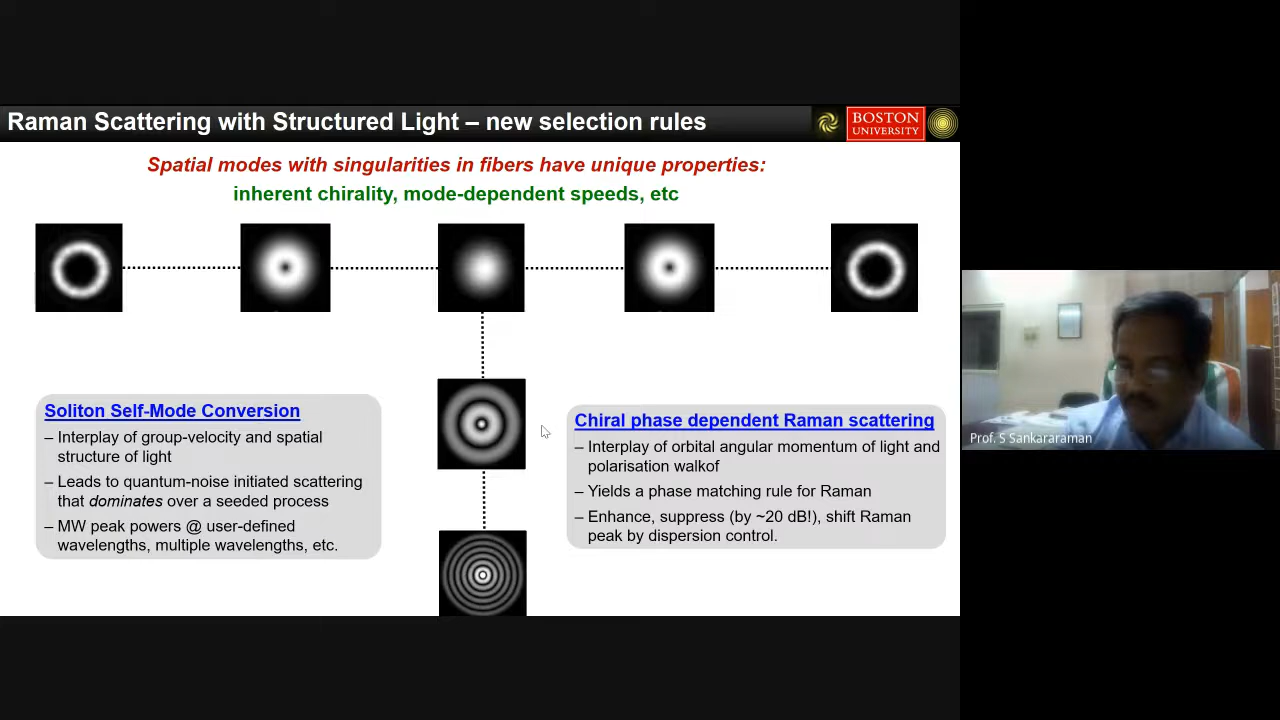 Raman Scattering with Structured Light – new selection rules
BOSTON
UNIVERSITY
Spatial modes with singularities in fibers have unique properties:
inherent chirality, mode-dependent speeds, etc
Soliton Self-Mode Conversion
– Interplay of group-velocity and spatial
structure of light
– Leads to quantum-noise initiated scattering
that dominates over a seeded process
– MW peak powers @ user-defined
wavelengths, multiple wavelengths, etc.
Chiral phase dependent Raman scattering
– Interplay of orbital angular momentum of light and
polarisation walkof
– Yields a phase matching rule for Raman
– Enhance, suppress (by ~20 dB!), shift Raman
peak by dispersion control.
Prof. S Sankararaman